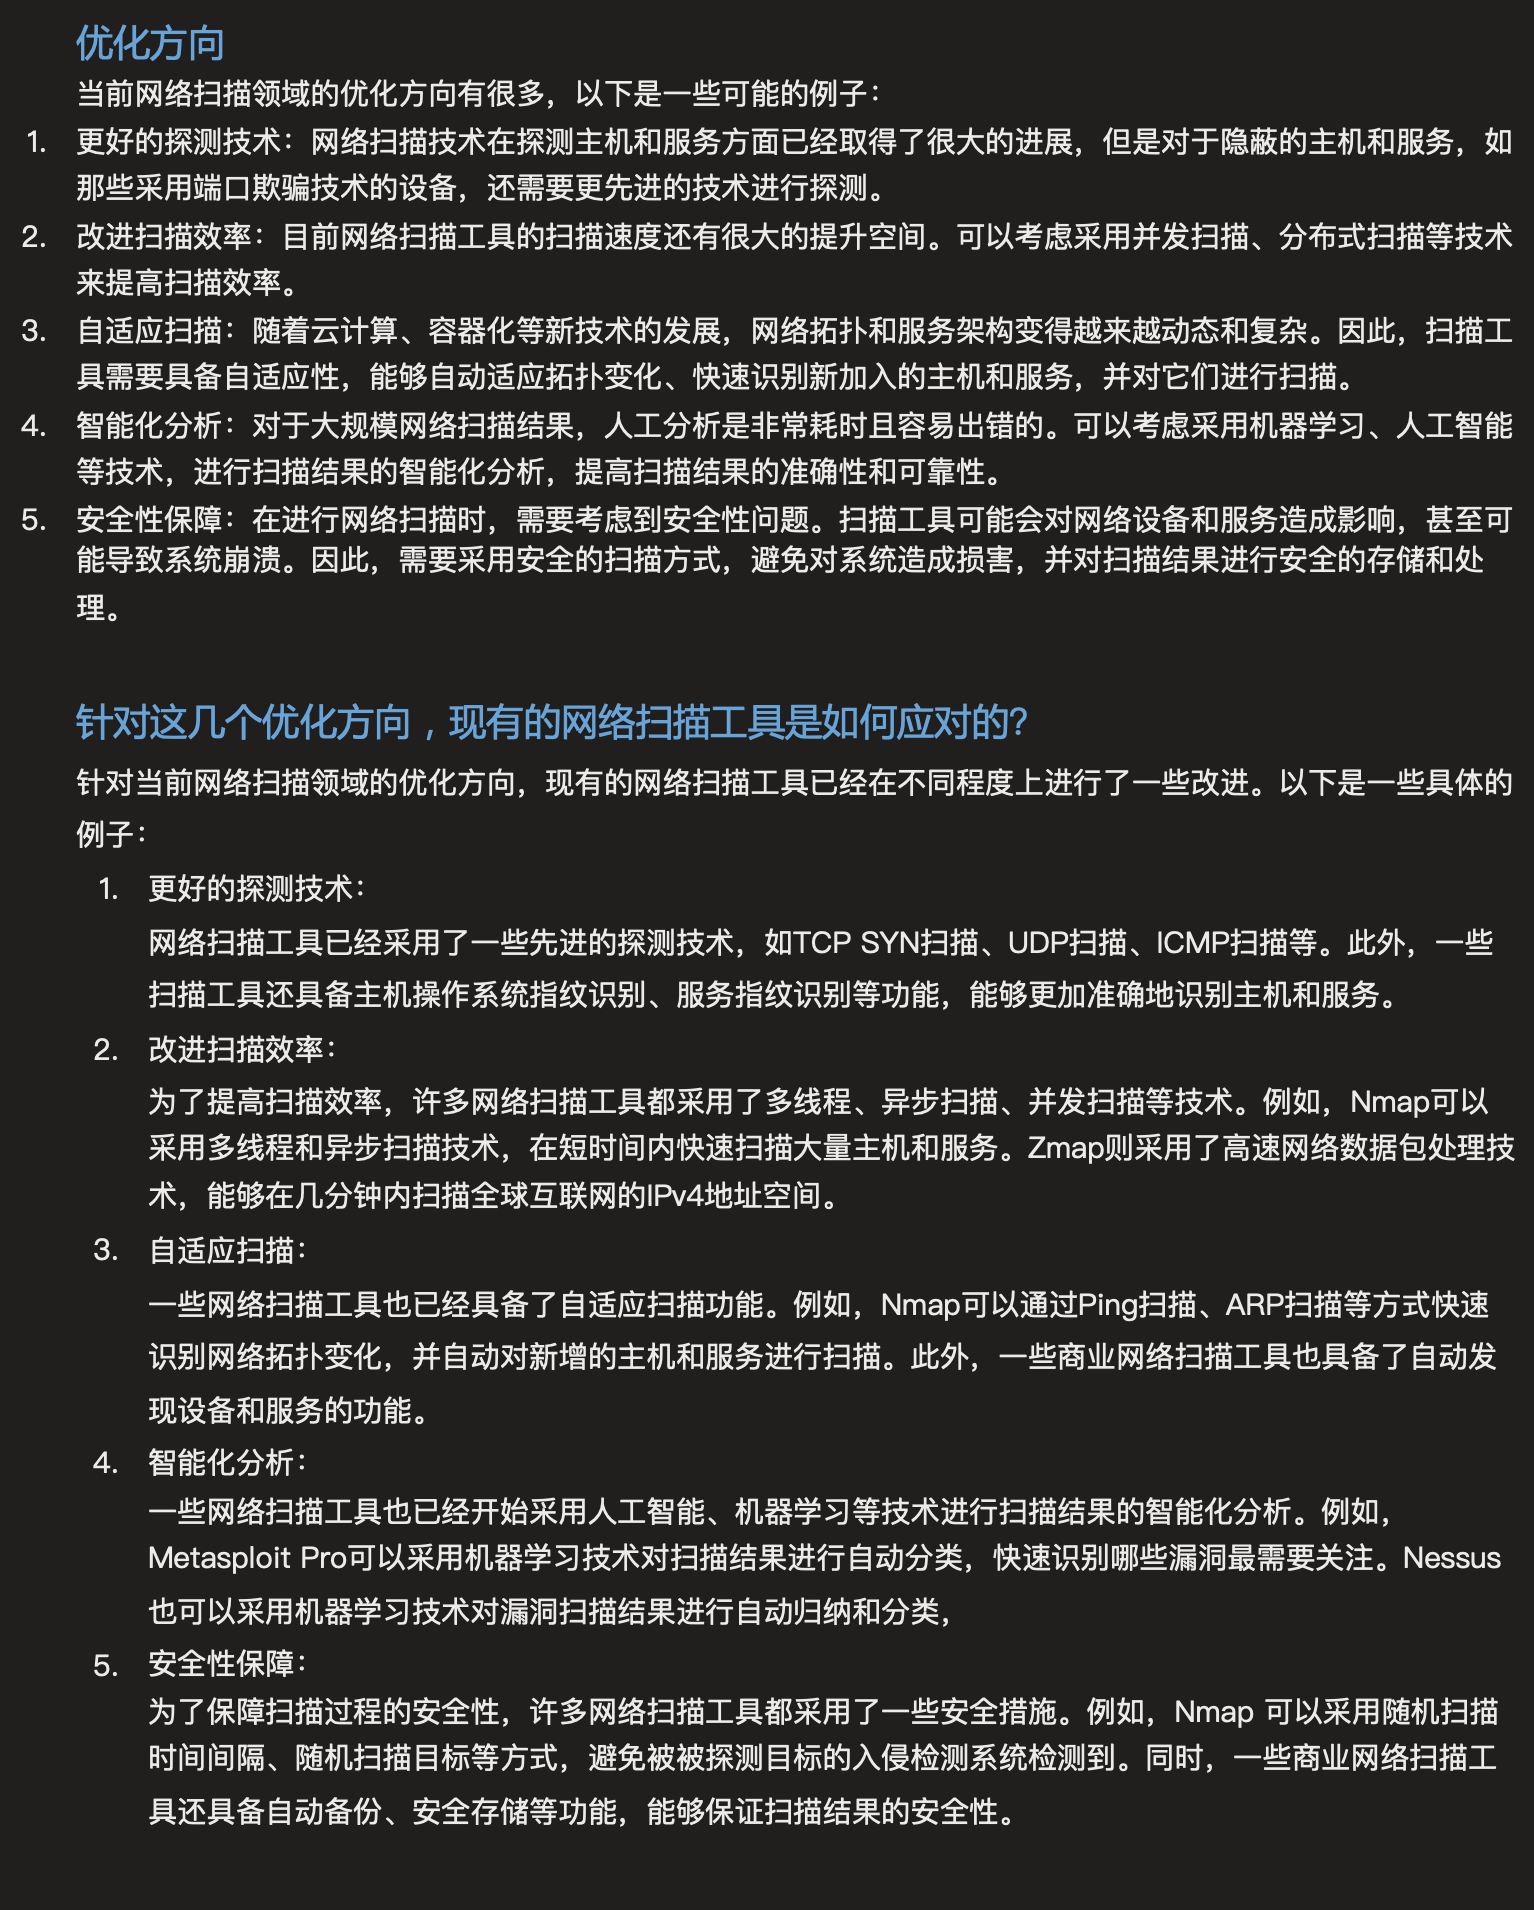 优化方向
当前网络扫描领域的优化方向有很多，以下是一些可能的例子：
1. 更好的探测技术：网络扫描技术在探测主机和服务方面已经取得了很大的进展，但是对于隐蔽的主机和服务，如
那些采用端口欺骗技术的设备，还需要更先进的技术进行探测。
2. 改进扫描效率：目前网络扫描工具的扫描速度还有很大的提升空间。可以考虑采用并发扫描、分布式扫描等技术
来提高扫描效率。
3. 自适应扫描：随着云计算、容器化等新技术的发展，网络拓扑和服务架构变得越来越动态和复杂。因此，扫描工
具需要具备自适应性，能够自动适应拓扑变化、快速识别新加入的主机和服务，并对它们进行扫描。
4. 智能化分析：对于大规模网络扫描结果，人工分析是非常耗时且容易出错的。可以考虑采用机器学习、人工智能
等技术，进行扫描结果的智能化分析，提高扫描结果的准确性和可靠性。
5. 安全性保障：在进行网络扫描时，需要考虑到安全性问题。扫描工具可能会对网络设备和服务造成影响，甚至可
能导致系统崩溃。因此，需要采用安全的扫描方式，避免对系统造成损害，并对扫描结果进行安全的存储和处
理。
针对这几个优化方向，现有的网络扫描工具是如何应对的？
针对当前网络扫描领域的优化方向，现有的网络扫描工具已经在不同程度上进行了一些改进。以下是一些具体的
例子：
1. 更好的探测技术：
网络扫描工具已经采用了一些先进的探测技术，如TCP SYN扫描、UDP扫描、ICMP扫描等。此外，一些
扫描工具还具备主机操作系统指纹识别、服务指纹识别等功能，能够更加准确地识别主机和服务。
2. 改进扫描效率：
为了提高扫描效率，许多网络扫描工具都采用了多线程、异步扫描、并发扫描等技术。例如，Nmap可以
采用多线程和异步扫描技术，在短时间内快速扫描大量主机和服务。Zmap则采用了高速网络数据包处理技
术，能够在几分钟内扫描全球互联网的IPv4地址空间。
3. 自适应扫描：
一些网络扫描工具也已经具备了自适应扫描功能。例如，Nmap可以通过Ping扫描、ARP扫描等方式快速
识别网络拓扑变化，并自动对新增的主机和服务进行扫描。此外，一些商业网络扫描工具也具备了自动发
现设备和服务的功能。
4. 智能化分析：
一些网络扫描工具也已经开始采用人工智能、机器学习等技术进行扫描结果的智能化分析。例如，
Metasploit Pro可以采用机器学习技术对扫描结果进行自动分类，快速识别哪些漏洞最需要关注。Nessus
也可以采用机器学习技术对漏洞扫描结果进行自动归纳和分类，
5. 安全性保障：
为了保障扫描过程的安全性，许多网络扫描工具都采用了一些安全措施。例如，Nmap 可以采用随机扫描
时间间隔、随机扫描目标等方式，避免被被探测目标的入侵检测系统检测到。同时，一些商业网络扫描工
具还具备自动备份、安全存储等功能，能够保证扫描结果的安全性。